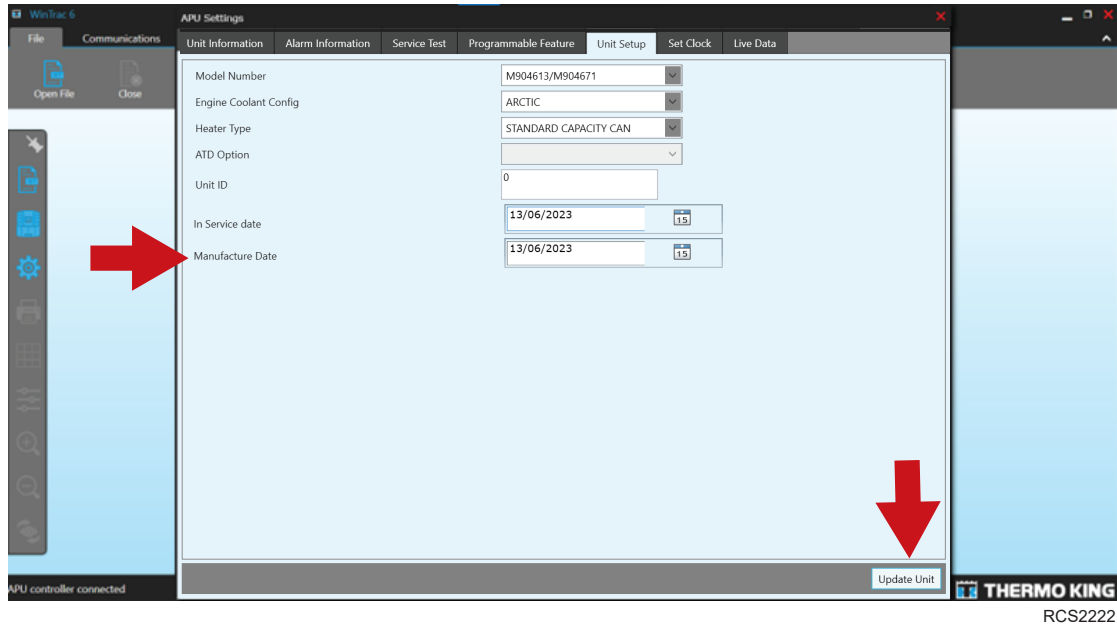 WinTrac 6
APU Settings
File Communications
Unit Information Alarm Information Service Test Programmable Feature Unit Setup Set Clock Live Data
Open File Close
Model Number M904613/M904671
Engine Coolant Config ARCTIC
Heater Type STANDARD CAPACITY CAN
ATD Option
Unit ID 0
In Service date 13/06/2023 15
Manufacture Date 13/06/2023 15
Update Unit
APU controller connected
THERMO KING
RCS2222